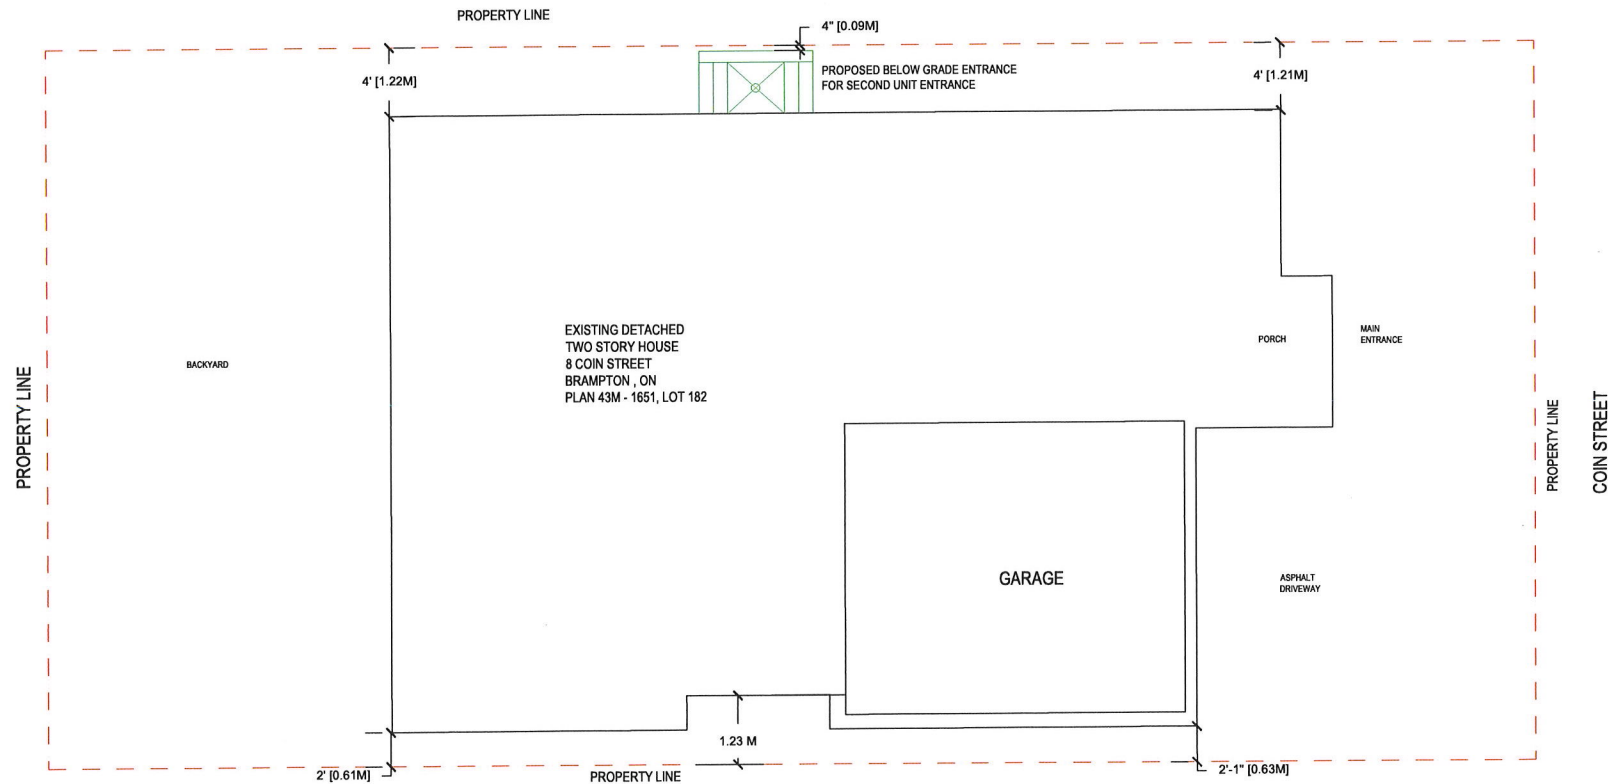 PROPERTY LINE
4" [0.09M]
4' [1.22M]
PROPOSED BELOW GRADE ENTRANCE
FOR SECOND UNIT ENTRANCE
4' [1.21M]
EXISTING DETACHED
TWO STORY HOUSE
8 COIN STREET
BRAMPTON , ON
PLAN 43M - 1651, LOT 182
BACKYARD
PORCH
MAIN
ENTRANCE
PROPERTY LINE
PROPERTY LINE
COIN STREET
GARAGE
ASPHALT
DRIVEWAY
1.23 M
2' [0.61M]
PROPERTY LINE
2'-1" [0.63M]